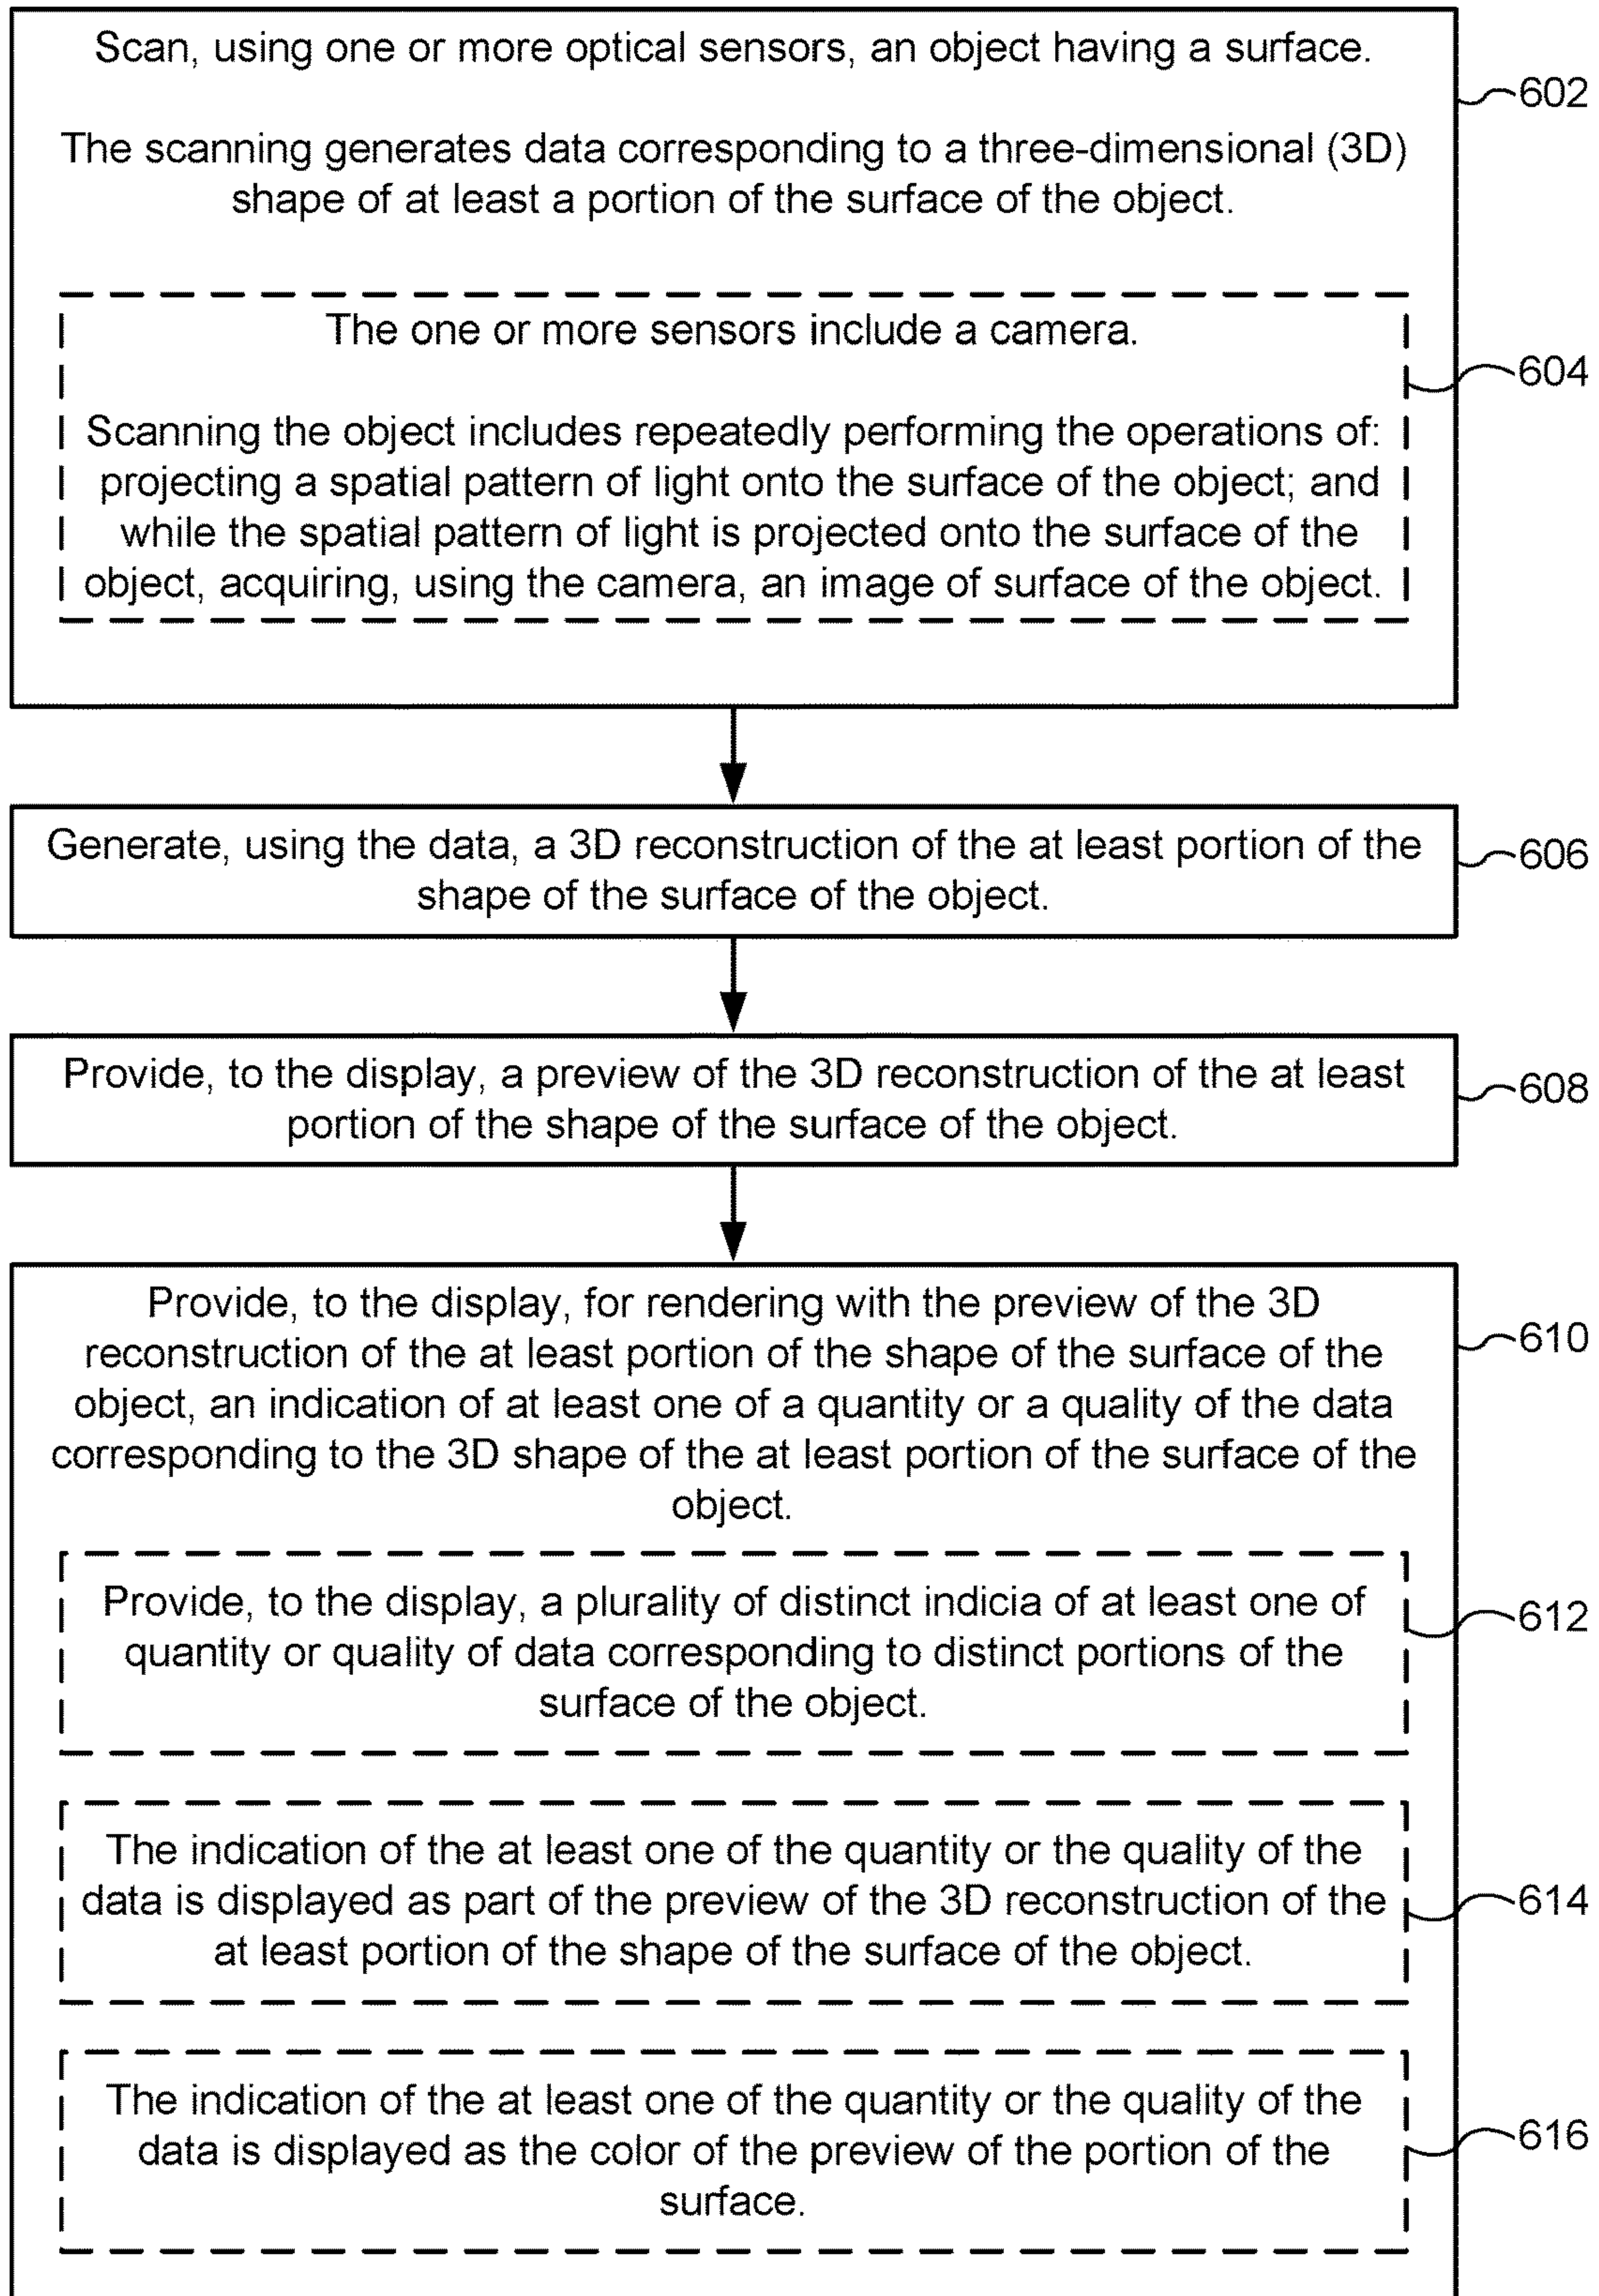 Scan, using one or more optical sensors, an object having a surface.
602
The scanning generates data corresponding to a three-dimensional (3D)
shape of at least a portion of the surface of the object.
The one or more sensors include a camera.
604
Scanning the object includes repeatedly performing the operations of:
projecting a spatial pattern of light onto the surface of the object; and
while the spatial pattern of light is projected onto the surface of the
object, acquiring, using the camera, an image of surface of the object.
Generate, using the data, a 3D reconstruction of the at least portion of the
shape of the surface of the object.
606
Provide, to the display, a preview of the 3D reconstruction of the at least
portion of the shape of the surface of the object.
608
Provide, to the display, for rendering with the preview of the 3D
reconstruction of the at least portion of the shape of the surface of the
object, an indication of at least one of a quantity or a quality of the data
corresponding to the 3D shape of the at least portion of the surface of the
object.
610
Provide, to the display, a plurality of distinct indicia of at least one of
quantity or quality of data corresponding to distinct portions of the
surface of the object.
612
The indication of the at least one of the quantity or the quality of the
data is displayed as part of the preview of the 3D reconstruction of the
at least portion of the shape of the surface of the object.
614
The indication of the at least one of the quantity or the quality of the
data is displayed as the color of the preview of the portion of the
surface.
616